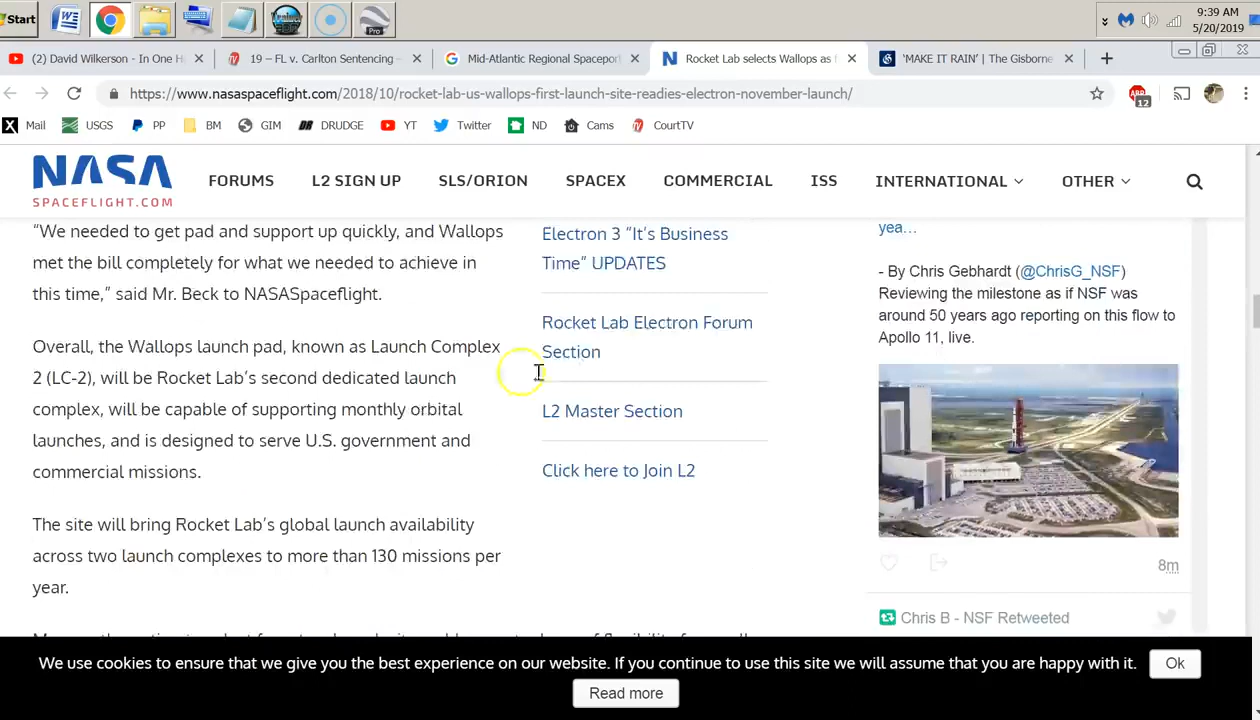 Start
Pro
9:39 AM
5/20/2019
(2) David Wilkerson - In One H
19 – FL v. Carlton Sentencing -
Mid-Atlantic Regional Spaceport
Rocket Lab selects Wallops as
'MAKE IT RAIN' | The Gisborne
https://www.nasaspaceflight.com/2018/10/rocket-lab-us-wallops-first-launch-site-readies-electron-november-launch/
12
Mail
USGS
PP
BM
GIM
DRUDGE
YT
Twitter
ND
Cams
CourtTV
NASA
SPACEFLIGHT.COM
FORUMS
L2 SIGN UP
SLS/ORION
SPACEX
COMMERCIAL
ISS
INTERNATIONAL
OTHER
“We needed to get pad and support up quickly, and Wallops
met the bill completely for what we needed to achieve in
this time,” said Mr. Beck to NASASpaceflight.
Overall, the Wallops launch pad, known as Launch Complex
2 (LC-2), will be Rocket Lab’s second dedicated launch
complex, will be capable of supporting monthly orbital
launches, and is designed to serve U.S. government and
commercial missions.
The site will bring Rocket Lab’s global launch availability
across two launch complexes to more than 130 missions per
year.
Electron 3 “It’s Business
Time” UPDATES
Rocket Lab Electron Forum
Section
L2 Master Section
Click here to Join L2
yea…
- By Chris Gebhardt (@ChrisG_NSF)
Reviewing the milestone as if NSF was
around 50 years ago reporting on this flow to
Apollo 11, live.
8m
Chris B - NSF Retweeted
We use cookies to ensure that we give you the best experience on our website. If you continue to use this site we will assume that you are happy with it.
Ok
Read more